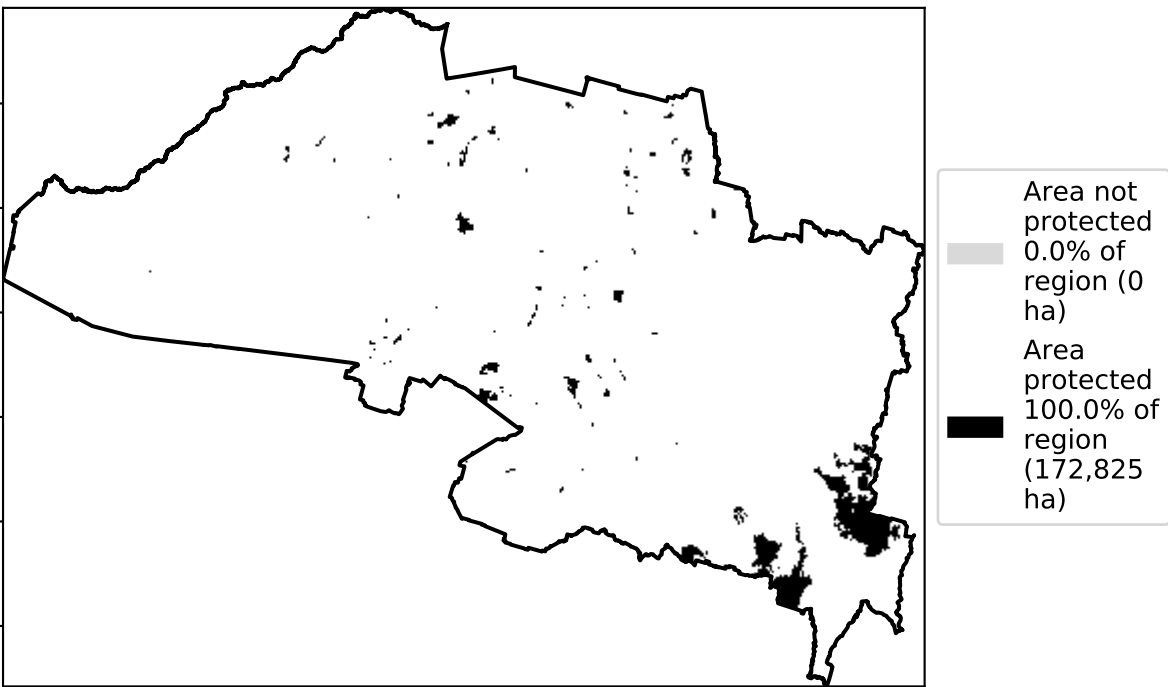 Area not
protected
0.0% of
region (0
ha)
Area
protected
100.0% of
region
(172,825
ha)